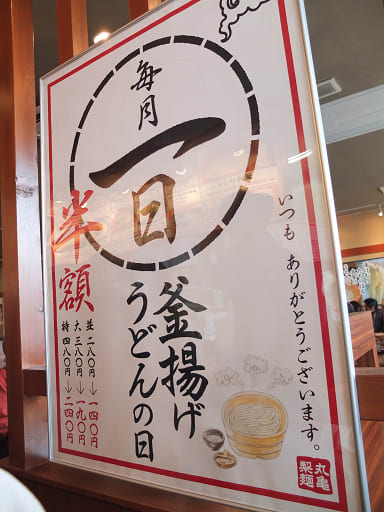 毎月
一日
半額
釜揚げ
うどんの日
並 二八〇円→一四〇円
大 三八〇円→一九〇円
特 四八〇円→二四〇円
いつも ありがとうございます。
丸亀
製麺